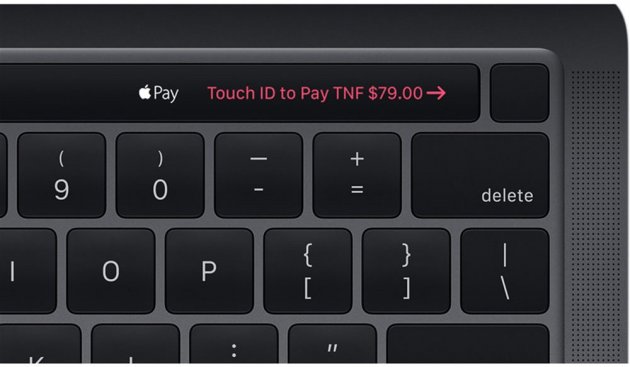 Pay Touch ID to Pay TNF $79.00 →
( ) — +
9 0 - = delete
I O P { } |
[ ] \
: "